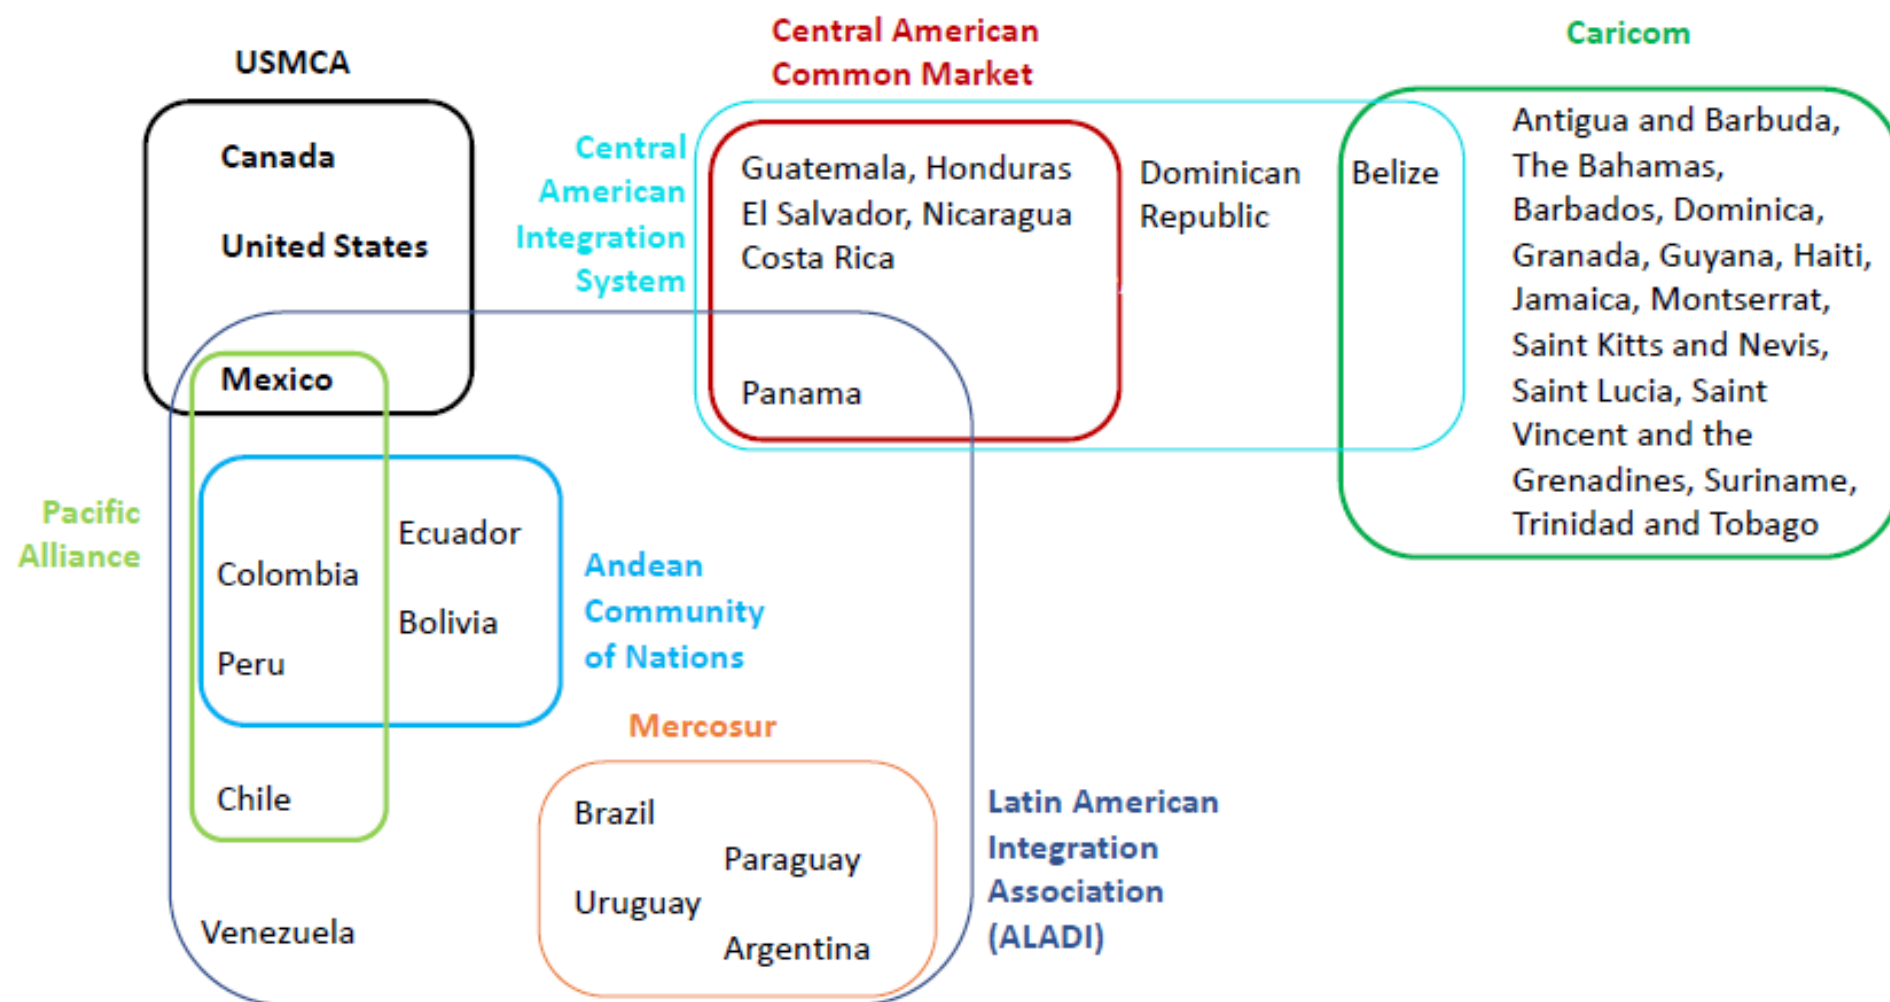 USMCA
Canada
United States
Mexico
Central American
Common Market
Central
American
Integration
System
Guatemala, Honduras
El Salvador, Nicaragua
Costa Rica
Panama
Dominican
Republic
Belize
Caricom
Antigua and Barbuda,
The Bahamas,
Barbados, Dominica,
Granada, Guyana, Haiti,
Jamaica, Montserrat,
Saint Kitts and Nevis,
Saint Lucia, Saint
Vincent and the
Grenadines, Suriname,
Trinidad and Tobago
Pacific
Alliance
Colombia
Peru
Ecuador
Bolivia
Andean
Community
of Nations
Chile
Venezuela
Mercosur
Brazil
Paraguay
Uruguay
Argentina
Latin American
Integration
Association
(ALADI)